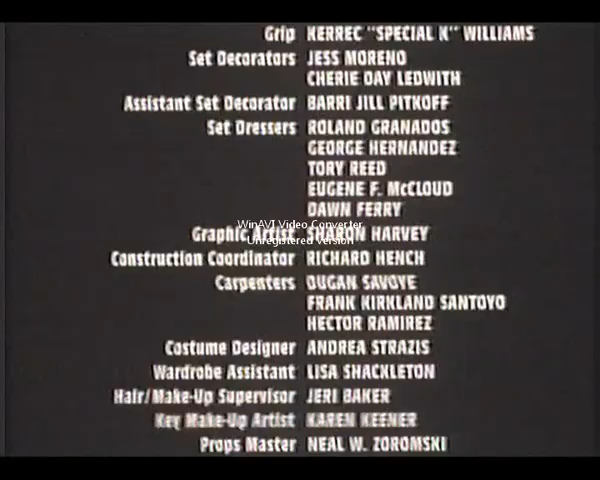 Grip KERREC "SPECIAL K" WILLIAMS
Set Decorators JESS MORENO
CHERIE DAY LEDWITH
Assistant Set Decorator BARRI JILL PITKOFF
Set Dressers ROLAND GRANADOS
GEORGE HERNANDEZ
TORY REED
EUGENE F. McCLOUD
DAWN FERRY
WinAVI Video Converter
Graphic Artist SHARON HARVEY
Unregistered Version
Construction Coordinator RICHARD HENCH
Carpenters DUGAN SAVOYE
FRANK KIRKLAND SANTOYO
HECTOR RAMIREZ
Costume Designer ANDREA STRAZIS
Wardrobe Assistant LISA SHACKLETON
Hair/Make-Up Supervisor JERI BAKER
Key Make-Up Artist KAREN KEENER
Props Master NEAL W. ZOROMSKI